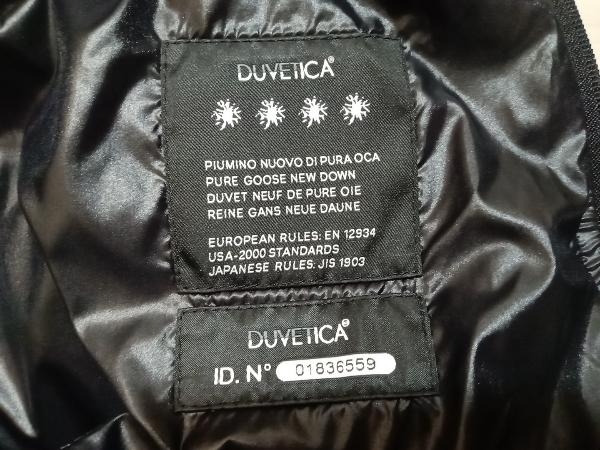 DUVETICA®
PIUMINO NUOVO DI PURA OCA
PURE GOOSE NEW DOWN
DUVET NEUF DE PURE OIE
REINE GANS NEUE DAUNE
EUROPEAN RULES: EN 12934
USA-2000 STANDARDS
JAPANESE RULES: JIS 1903
DUVETICA®
ID. N° 01836559